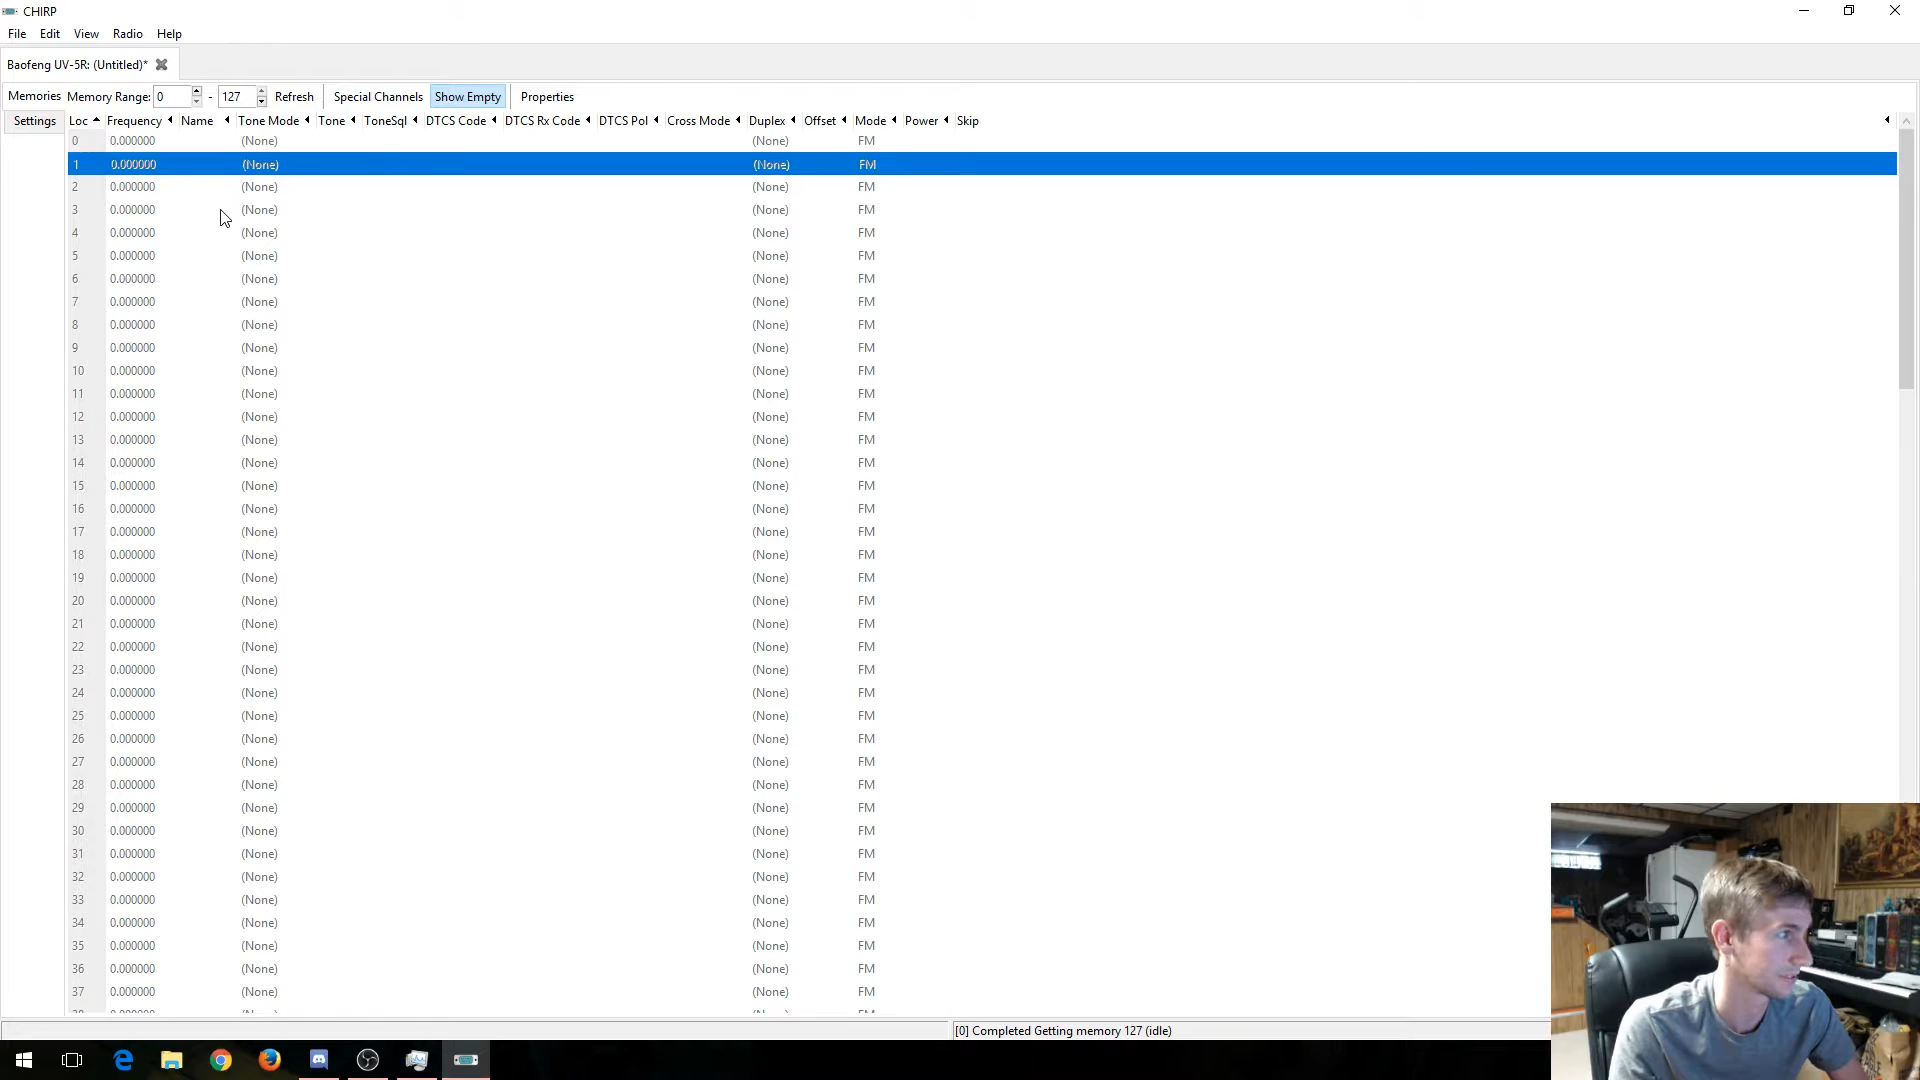 CHIRP
File Edit View Radio Help
Baofeng UV-5R: (Untitled)*
Memories Memory Range: 0 - 127 Refresh Special Channels Show Empty Properties
Settings Loc Frequency Name Tone Mode Tone ToneSql DTCS Code DTCS Rx Code DTCS Pol Cross Mode Duplex Offset Mode Power Skip
0 0.000000 (None) (None) FM
1 0.000000 (None) (None) FM
2 0.000000 (None) (None) FM
3 0.000000 (None) (None) FM
4 0.000000 (None) (None) FM
5 0.000000 (None) (None) FM
6 0.000000 (None) (None) FM
7 0.000000 (None) (None) FM
8 0.000000 (None) (None) FM
9 0.000000 (None) (None) FM
10 0.000000 (None) (None) FM
11 0.000000 (None) (None) FM
12 0.000000 (None) (None) FM
13 0.000000 (None) (None) FM
14 0.000000 (None) (None) FM
15 0.000000 (None) (None) FM
16 0.000000 (None) (None) FM
17 0.000000 (None) (None) FM
18 0.000000 (None) (None) FM
19 0.000000 (None) (None) FM
20 0.000000 (None) (None) FM
21 0.000000 (None) (None) FM
22 0.000000 (None) (None) FM
23 0.000000 (None) (None) FM
24 0.000000 (None) (None) FM
25 0.000000 (None) (None) FM
26 0.000000 (None) (None) FM
27 0.000000 (None) (None) FM
28 0.000000 (None) (None) FM
29 0.000000 (None) (None) FM
30 0.000000 (None) (None) FM
31 0.000000 (None) (None) FM
32 0.000000 (None) (None) FM
33 0.000000 (None) (None) FM
34 0.000000 (None) (None) FM
35 0.000000 (None) (None) FM
36 0.000000 (None) (None) FM
37 0.000000 (None) (None) FM
[0] Completed Getting memory 127 (idle)